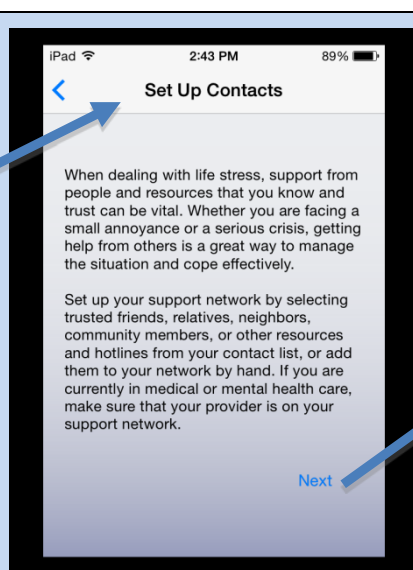 iPad 2:43 PM 89%
Set Up Contacts
When dealing with life stress, support from
people and resources that you know and
trust can be vital. Whether you are facing a
small annoyance or a serious crisis, getting
help from others is a great way to manage
the situation and cope effectively.
Set up your support network by selecting
trusted friends, relatives, neighbors,
community members, or other resources
and hotlines from your contact list, or add
them to your network by hand. If you are
currently in medical or mental health care,
make sure that your provider is on your
support network.
Next